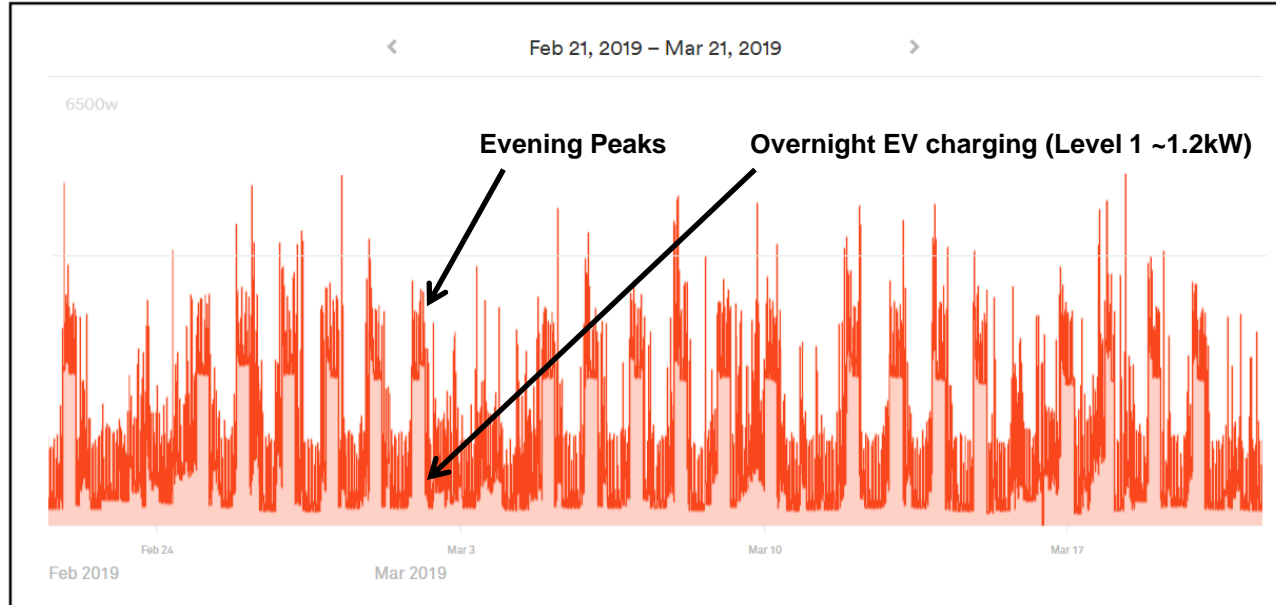 Feb 21, 2019 – Mar 21, 2019
6500w
Evening Peaks
Overnight EV charging (Level 1 ~1.2kW)
Feb 24
Mar 3
Mar 10
Mar 17
Feb 2019
Mar 2019